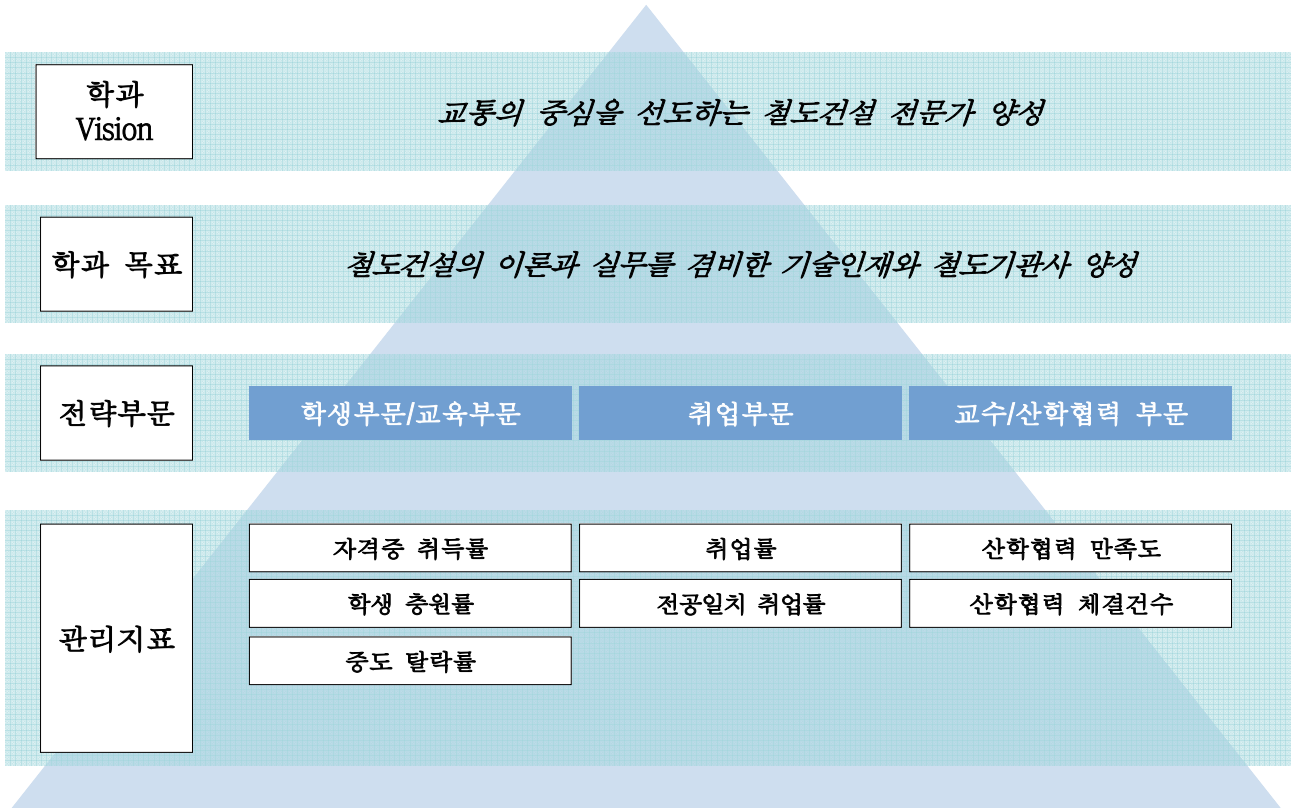 학과
Vision
교통의 중심을 선도하는 철도건설 전문가 양성
학과 목표
철도건설의 이론과 실무를 겸비한 기술인재와 철도기관사 양성
전략부문
학생부문/교육부문
취업부문
교수/산학협력 부문
관리지표
자격증 취득률
취업률
산학협력 만족도
학생 충원률
전공일치 취업률
산학협력 체결건수
중도 탈락률